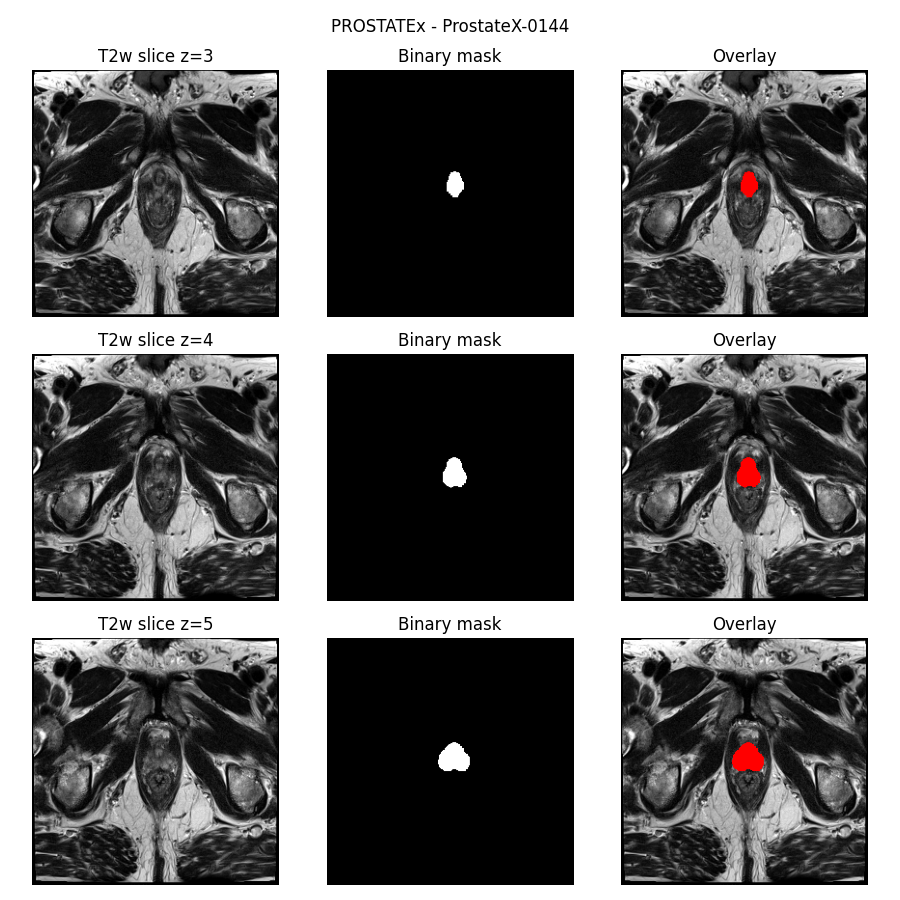 PROSTATEx - ProstateX-0144
T2w slice z=3
Binary mask
Overlay
T2w slice z=4
Binary mask
Overlay
T2w slice z=5
Binary mask
Overlay